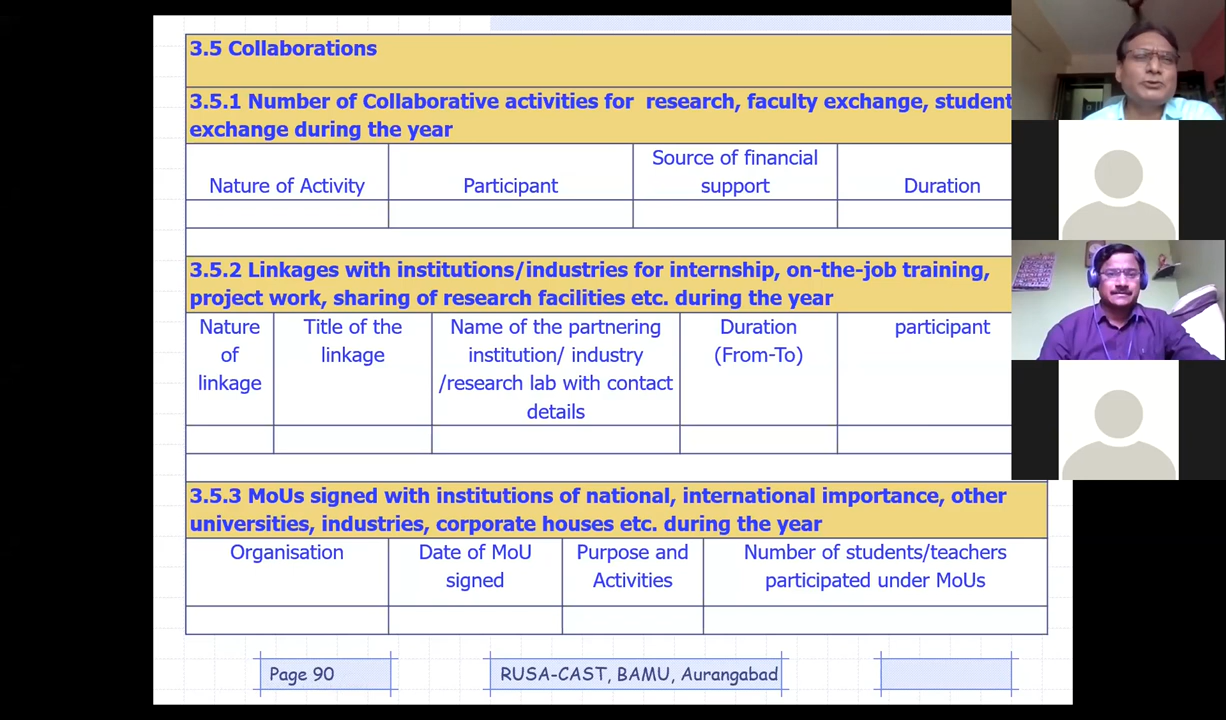 3.5 Collaborations
3.5.1 Number of Collaborative activities for research, faculty exchange, student
exchange during the year
Nature of Activity
Participant
Source of financial
support
Duration
3.5.2 Linkages with institutions/industries for internship, on-the-job training,
project work, sharing of research facilities etc. during the year
Nature
of
linkage
Title of the
linkage
Name of the partnering
institution/ industry
/research lab with contact
details
Duration
(From-To)
participant
3.5.3 MoUs signed with institutions of national, international importance, other
universities, industries, corporate houses etc. during the year
Organisation
Date of MoU
signed
Purpose and
Activities
Number of students/teachers
participated under MoUs
Page 90
RUSA-CAST, BAMU, Aurangabad